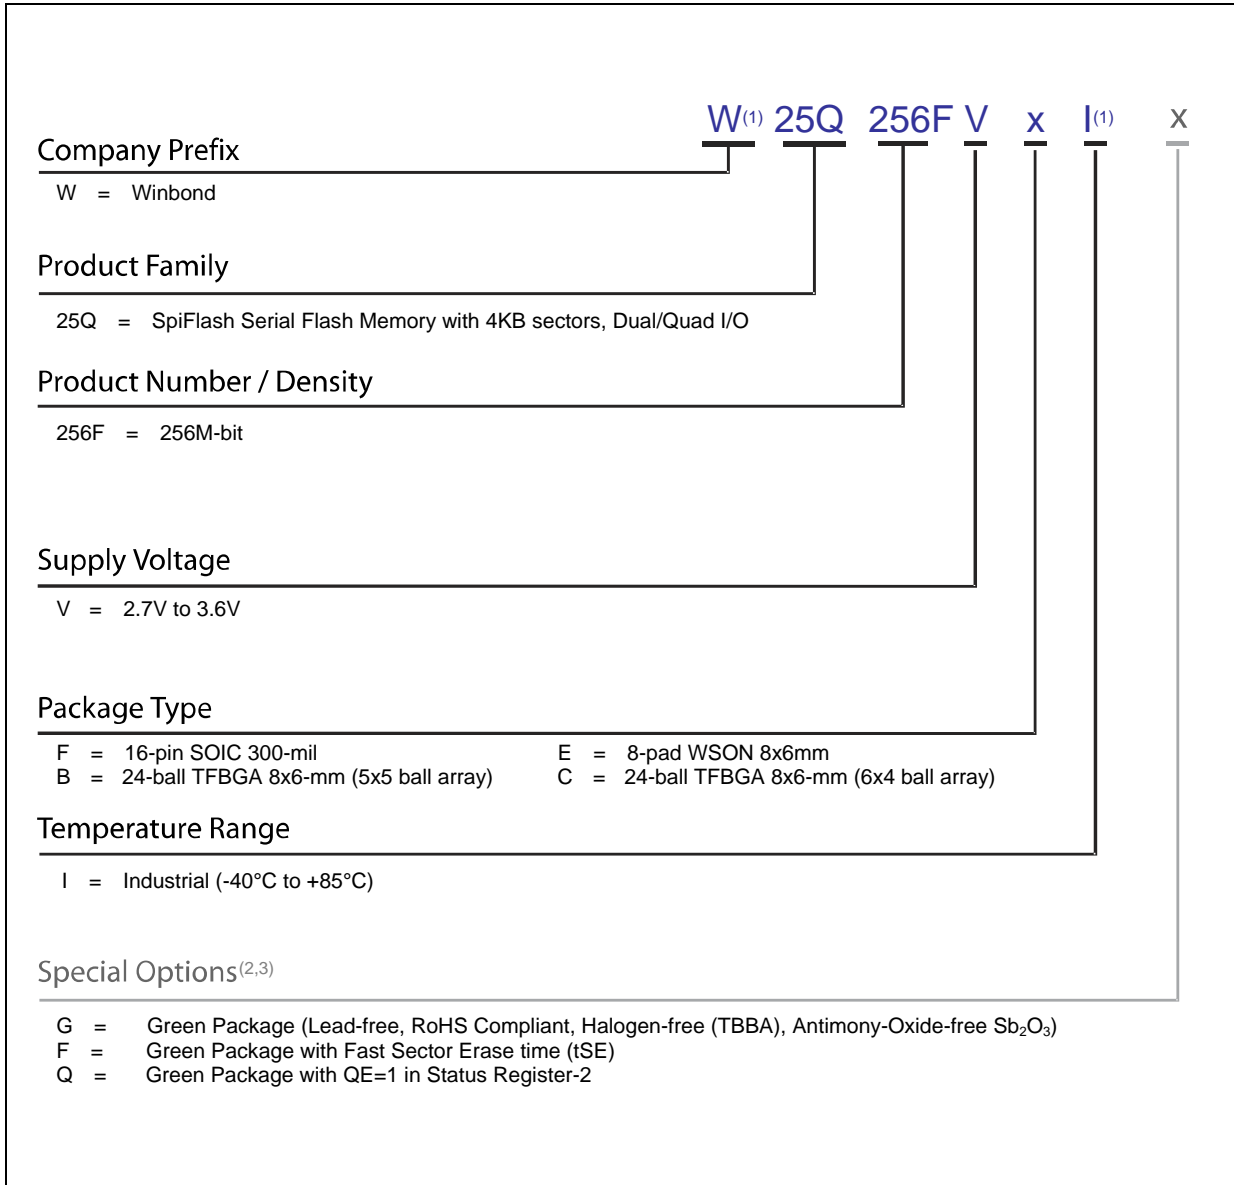 W(1) 25Q 256F V x I(1) x
Company Prefix
W = Winbond
Product Family
25Q = SpiFlash Serial Flash Memory with 4KB sectors, Dual/Quad I/O
Product Number / Density
256F = 256M-bit
Supply Voltage
V = 2.7V to 3.6V
Package Type
F = 16-pin SOIC 300-mil E = 8-pad WSON 8x6mm
B = 24-ball TFBGA 8x6-mm (5x5 ball array) C = 24-ball TFBGA 8x6-mm (6x4 ball array)
Temperature Range
I = Industrial (-40°C to +85°C)
Special Options(2,3)
G = Green Package (Lead-free, RoHS Compliant, Halogen-free (TBBA), Antimony-Oxide-free Sb₂O₃)
F = Green Package with Fast Sector Erase time (tSE)
Q = Green Package with QE=1 in Status Register-2